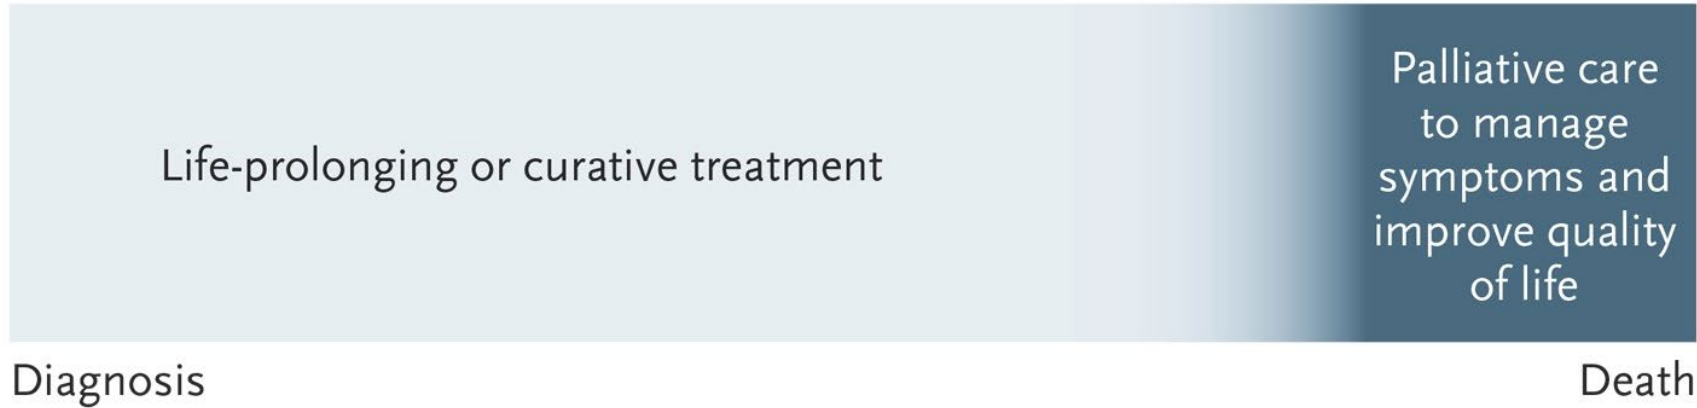 Life-prolonging or curative treatment
Palliative care
to manage
symptoms and
improve quality
of life
Diagnosis
Death